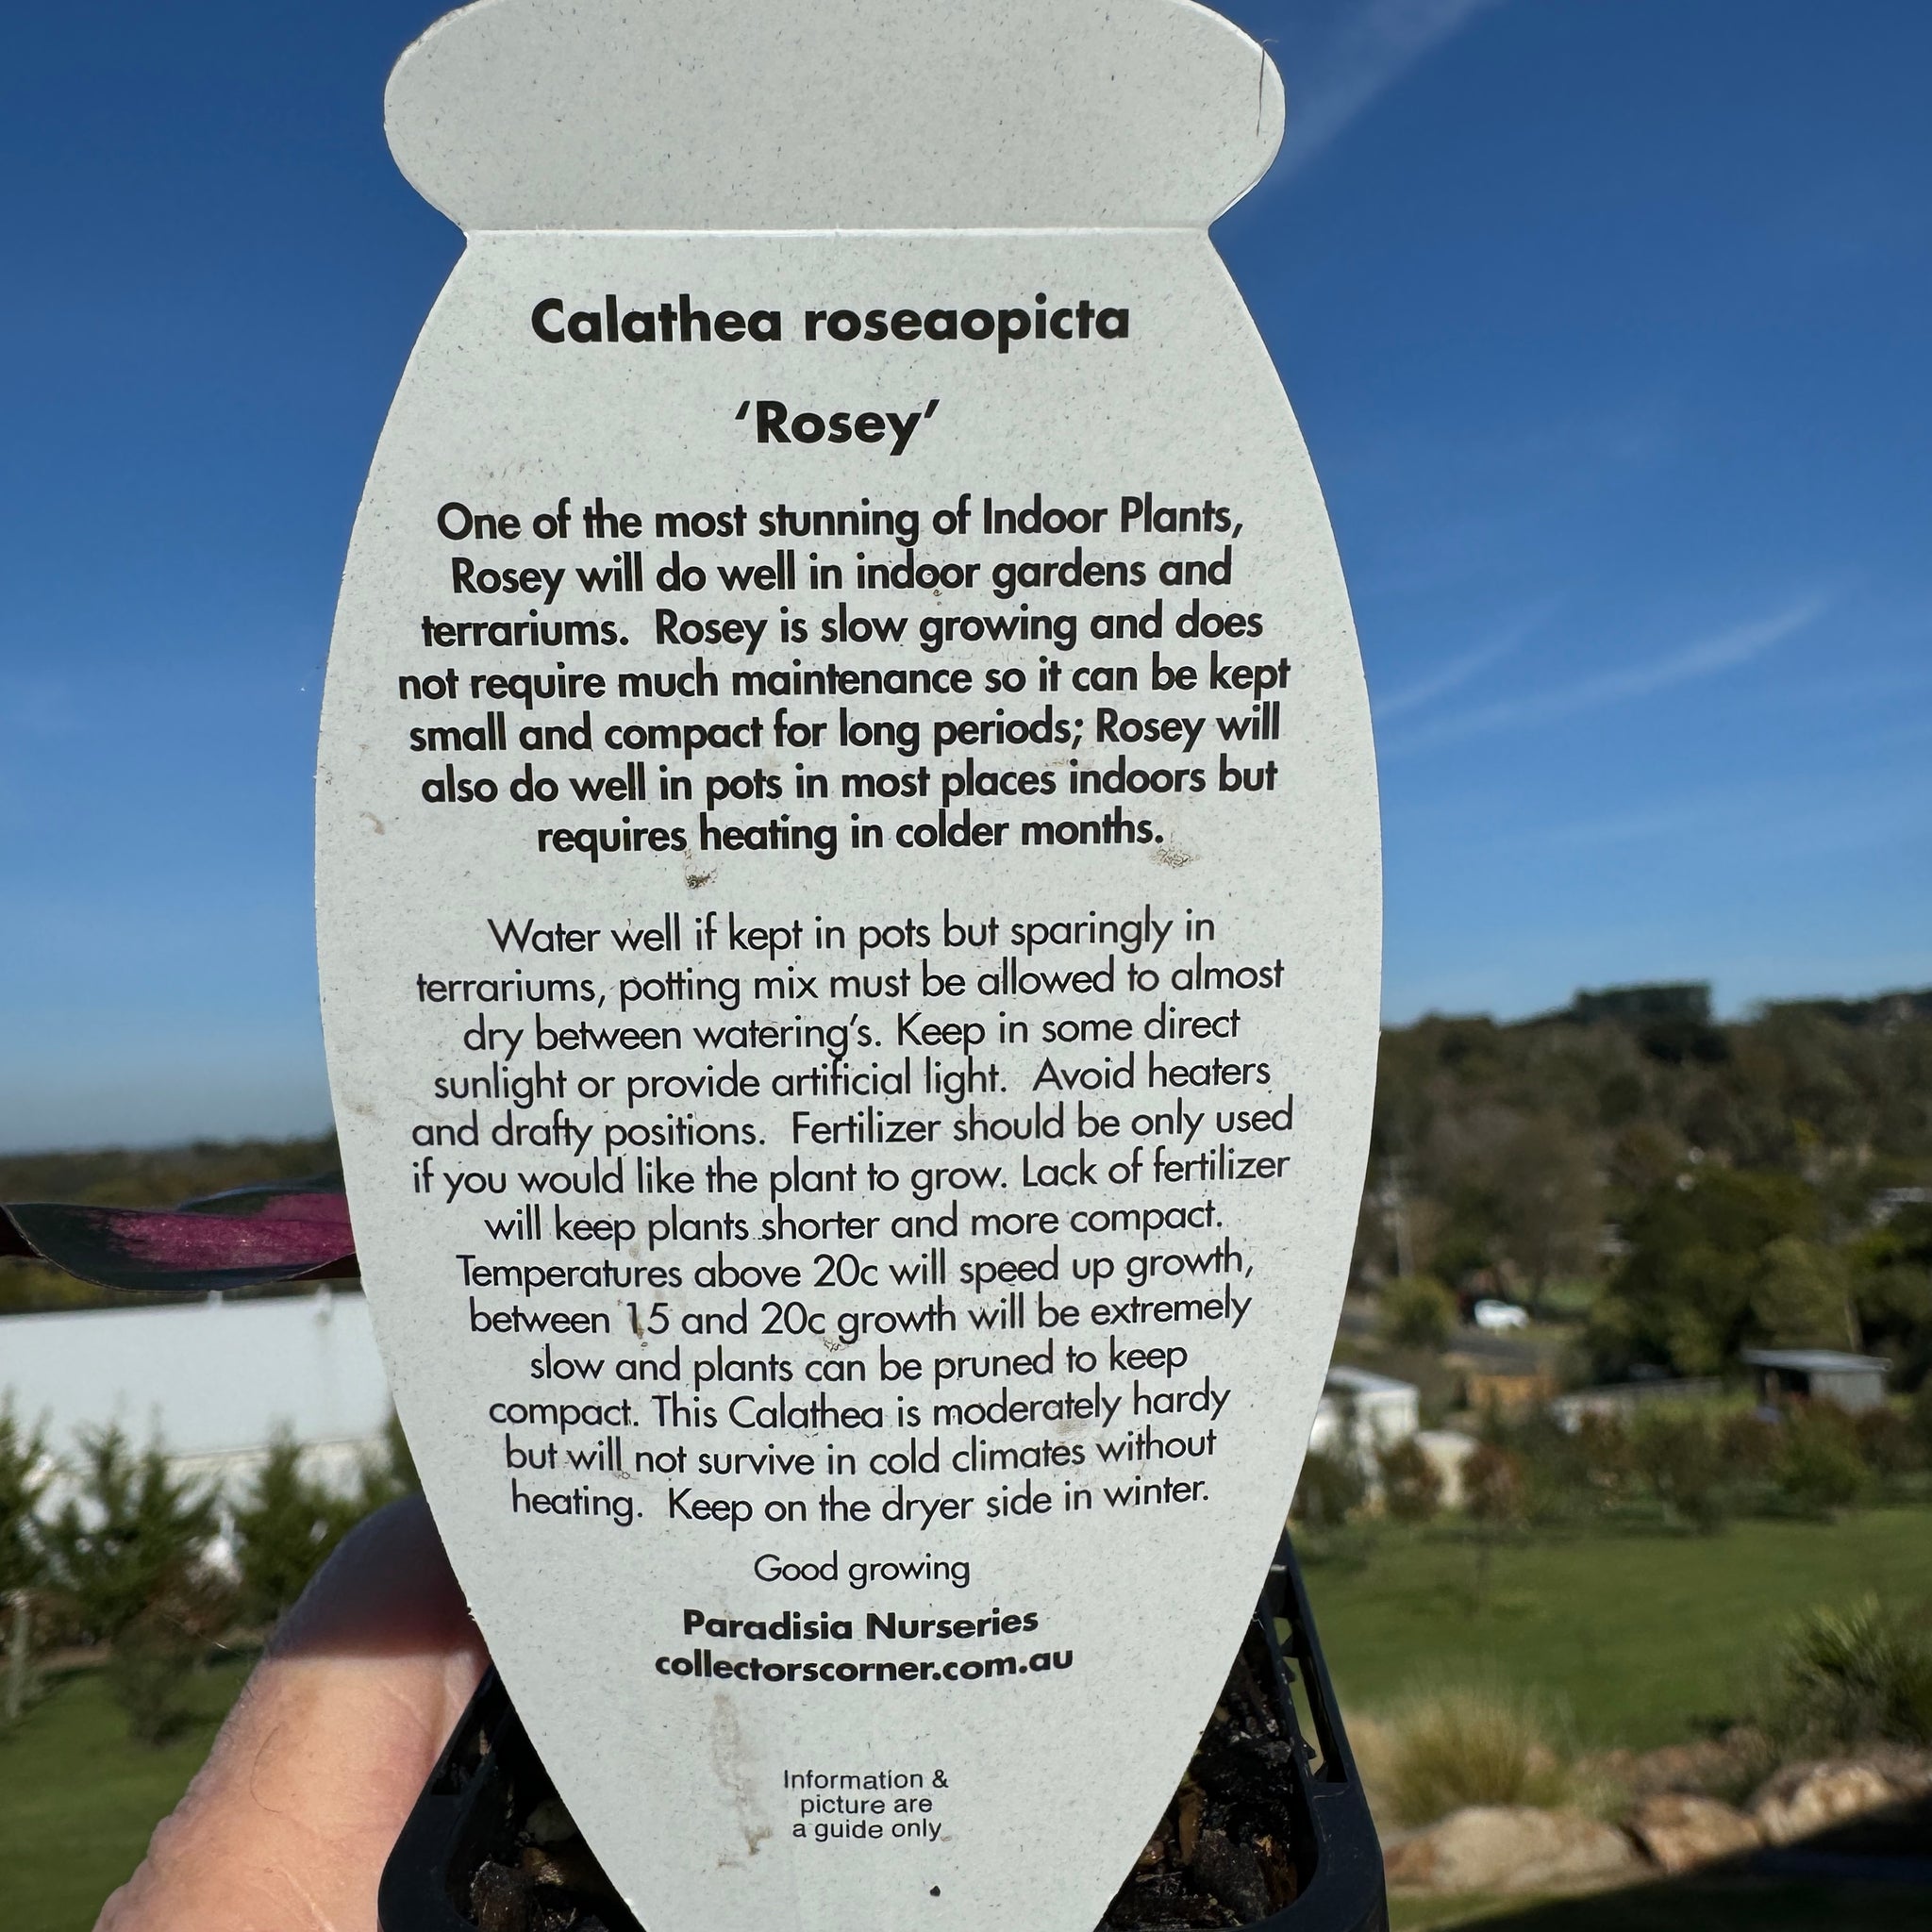 Calathea roseaopicta
‘Rosey’
One of the most stunning of Indoor Plants,
Rosey will do well in indoor gardens and
terrariums. Rosey is slow growing and does
not require much maintenance so it can be kept
small and compact for long periods; Rosey will
also do well in pots in most places indoors but
requires heating in colder months.
Water well if kept in pots but sparingly in
terrariums, potting mix must be allowed to almost
dry between watering’s. Keep in some direct
sunlight or provide artificial light. Avoid heaters
and drafty positions. Fertilizer should be only used
if you would like the plant to grow. Lack of fertilizer
will keep plants shorter and more compact.
Temperatures above 20c will speed up growth,
between 15 and 20c growth will be extremely
slow and plants can be pruned to keep
compact. This Calathea is moderately hardy
but will not survive in cold climates without
heating. Keep on the dryer side in winter.
Good growing
Paradisia Nurseries
collectorscorner.com.au
Information &
picture are
a guide only